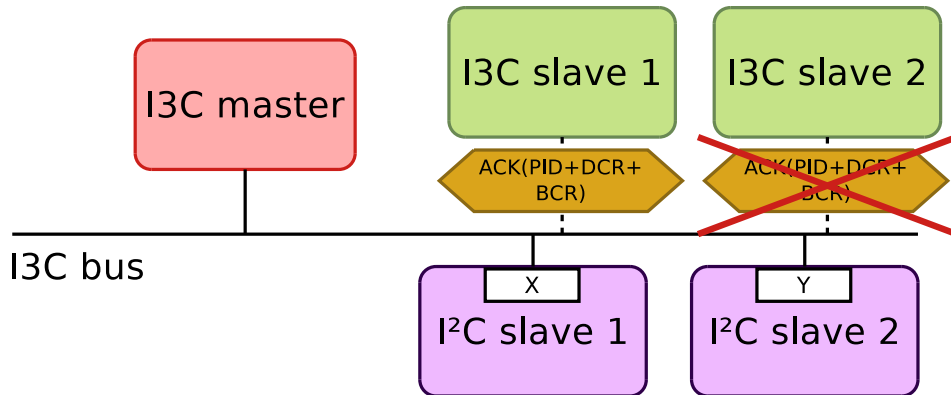 I3C master
I3C slave 1
I3C slave 2
ACK(PID+DCR+
BCR)
ACK(PID+DCR+
BCR)
I3C bus
X
I²C slave 1
Y
I²C slave 2